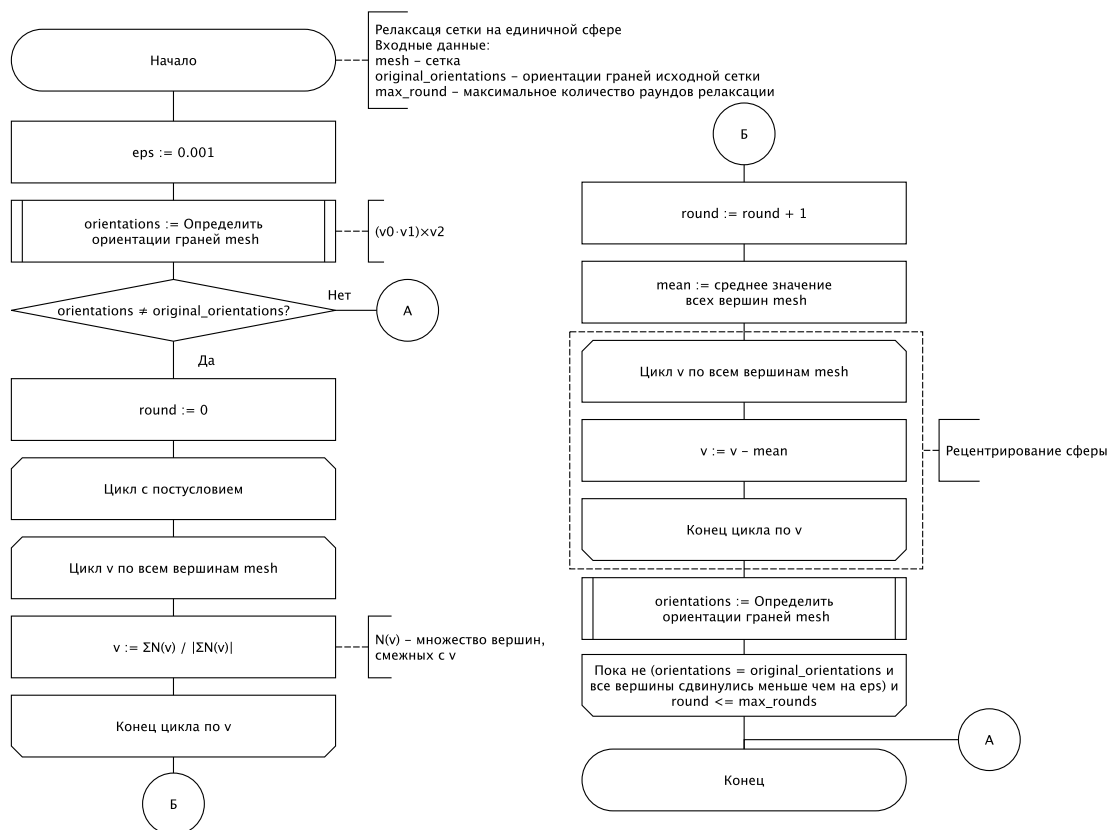 Начало
Релаксаця сетки на единичной сфере
Входные данные:
mesh – сетка
original_orientations – ориентации граней исходной сетки
max_round – максимальное количество раундов релаксации
eps := 0.001
orientations := Определить
ориентации граней mesh
(v0·v1)×v2
orientations ≠ original_orientations?
Нет
А
Да
round := 0
Цикл с постусловием
Цикл v по всем вершинам mesh
v := ΣN(v) / |ΣN(v)|
N(v) – множество вершин,
смежных с v
Конец цикла по v
Б
Б
round := round + 1
mean := среднее значение
всех вершин mesh
Цикл v по всем вершинам mesh
v := v – mean
Рецентрирование сферы
Конец цикла по v
orientations := Определить
ориентации граней mesh
Пока не (orientations = original_orientations и
все вершины сдвинулись меньше чем на eps) и
round <= max_rounds
А
Конец